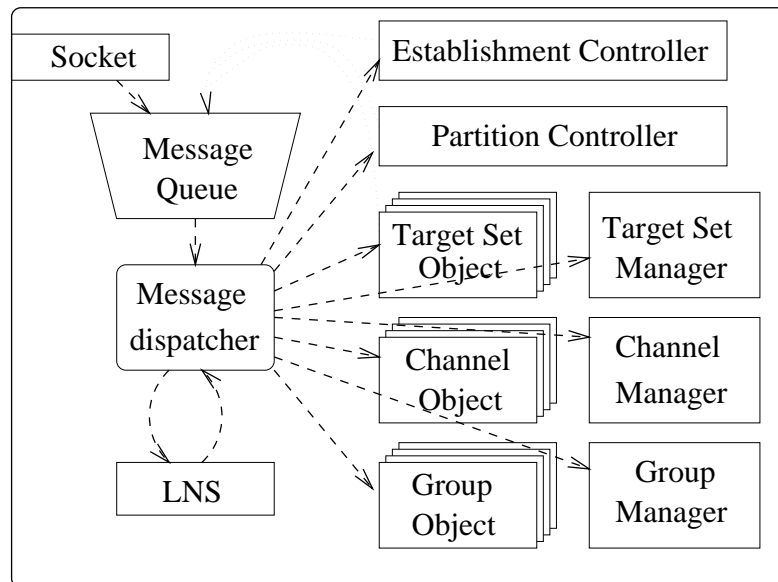 Socket
Establishment Controller
Message
Queue
Partition Controller
Target Set
Object
Target Set
Manager
Message
dispatcher
Channel
Object
Channel
Manager
LNS
Group
Object
Group
Manager